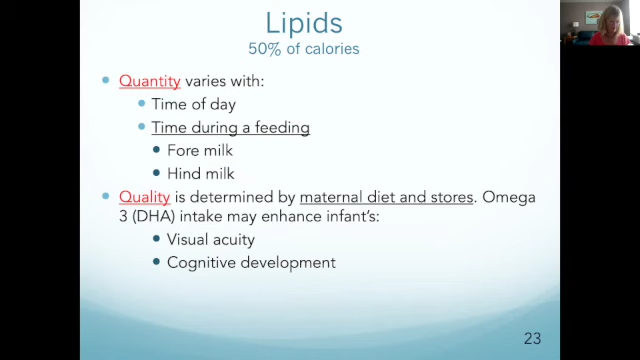 Lipids
50% of calories
Quantity varies with:
Time of day
Time during a feeding
Fore milk
Hind milk
Quality is determined by maternal diet and stores. Omega
3 (DHA) intake may enhance infant's:
Visual acuity
Cognitive development
23